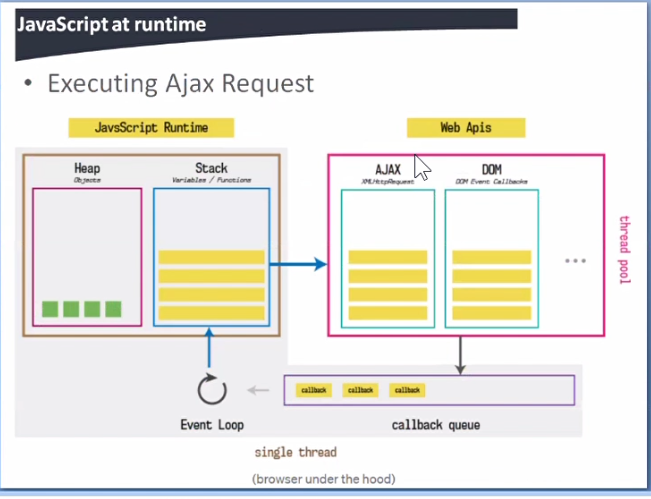 JavaScript at runtime
• Executing Ajax Request
JavsScript Runtime
Web Apis
Heap
Objects
Stack
Variables / Functions
AJAX
XMLHttpRequest
DOM
DOM Event Callbacks
...
thread pool
callback
callback
callback
Event Loop
callback queue
single thread
(browser under the hood)